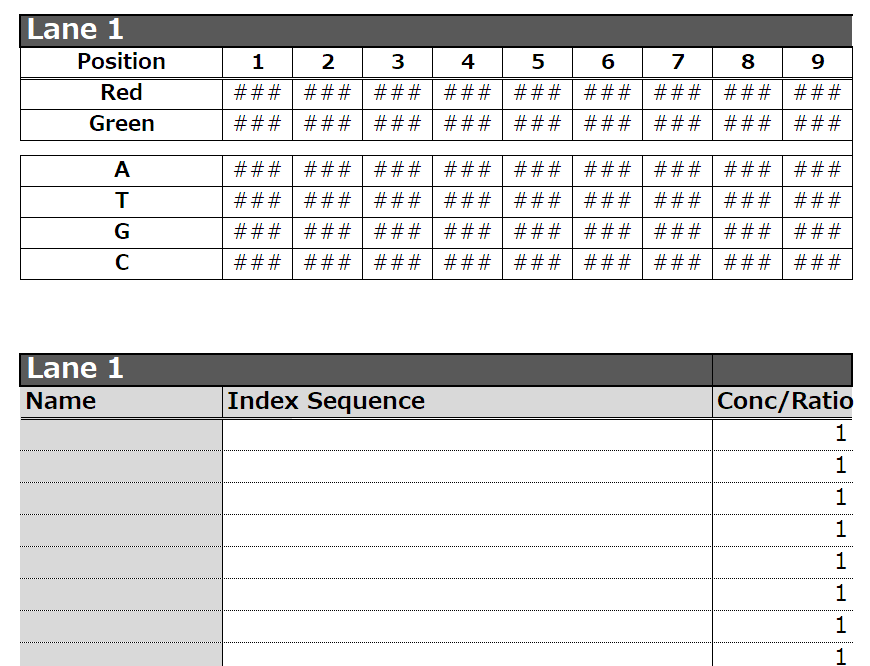 Lane 1
Position 1 2 3 4 5 6 7 8 9
Red ### ### ### ### ### ### ### ### ###
Green ### ### ### ### ### ### ### ### ###
A ### ### ### ### ### ### ### ### ###
T ### ### ### ### ### ### ### ### ###
G ### ### ### ### ### ### ### ### ###
C ### ### ### ### ### ### ### ### ###
Lane 1
Name Index Sequence Conc/Ratio
1
1
1
1
1
1
1
1